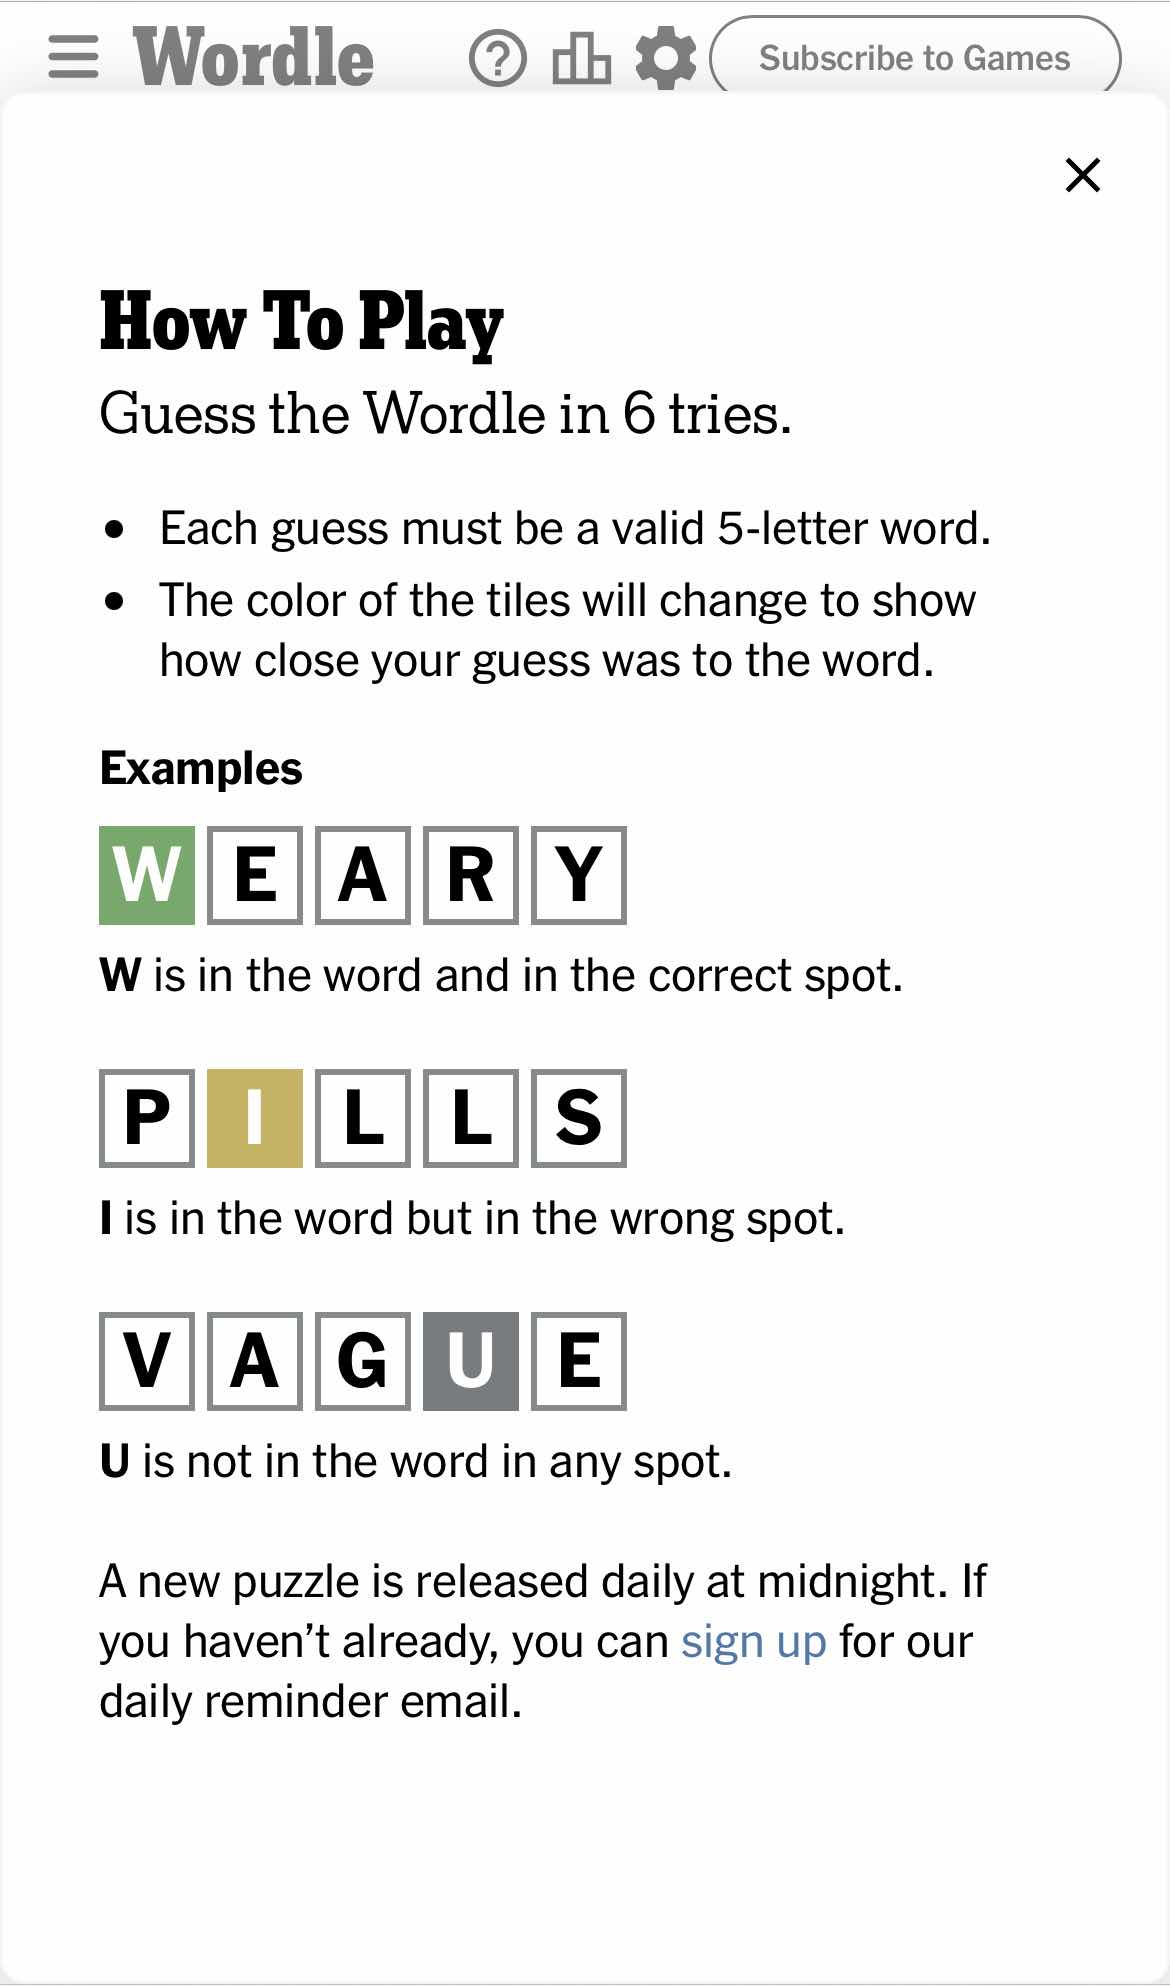 Wordle
Subscribe to Games
How To Play
Guess the Wordle in 6 tries.
• Each guess must be a valid 5-letter word.
• The color of the tiles will change to show
how close your guess was to the word.
Examples
W E A R Y
W is in the word and in the correct spot.
P I L L S
I is in the word but in the wrong spot.
V A G U E
U is not in the word in any spot.
A new puzzle is released daily at midnight. If
you haven’t already, you can sign up for our
daily reminder email.